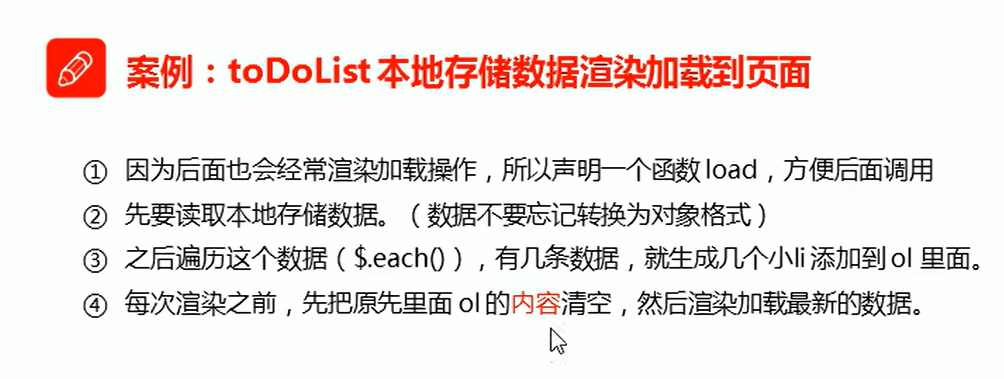 案例：toDoList 本地存储数据渲染加载到页面
① 因为后面也会经常渲染加载操作，所以声明一个函数 load，方便后面调用
② 先要读取本地存储数据。（数据不要忘记转换为对象格式）
③ 之后遍历这个数据（$.each()），有几条数据，就生成几个小li 添加到 ol 里面。
④ 每次渲染之前，先把原先里面 ol 的内容清空，然后渲染加载最新的数据。